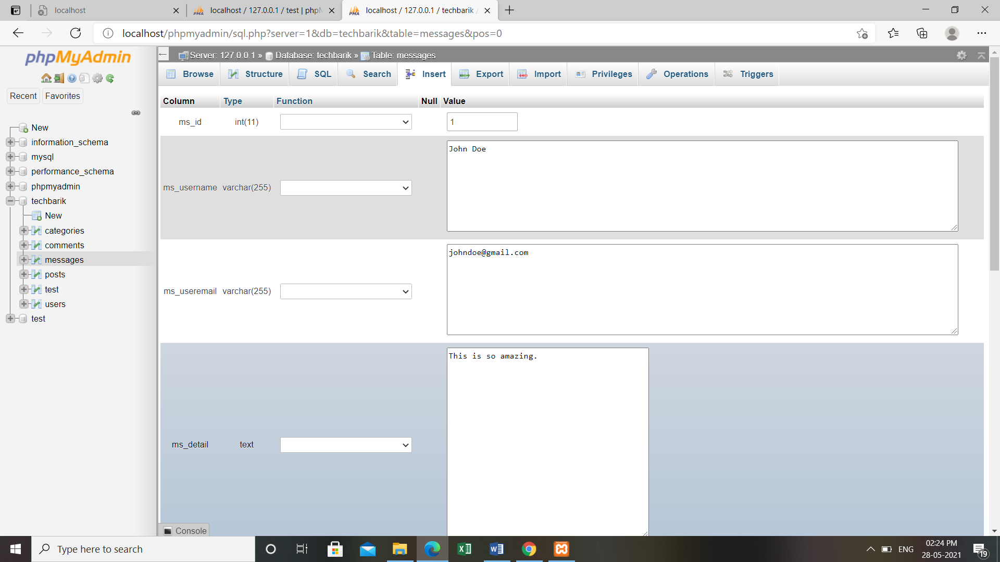 localhost
localhost / 127.0.0.1 / test | phpM
localhost / 127.0.0.1 / techbarik /
localhost/phpmyadmin/sql.php?server=1&db=techbarik&table=messages&pos=0
phpMyAdmin
Recent Favorites
New
information_schema
mysql
performance_schema
phpmyadmin
techbarik
New
categories
comments
messages
posts
test
users
test
Server: 127.0.0.1 » Database: techbarik » Table: messages
Browse Structure SQL Search Insert Export Import Privileges Operations Triggers
Column Type Function Null Value
ms_id int(11) 1
John Doe
ms_username varchar(255)
johndoe@gmail.com
ms_useremail varchar(255)
This is so amazing.
ms_detail text
Console
Type here to search
ENG
02:24 PM
28-05-2021
19